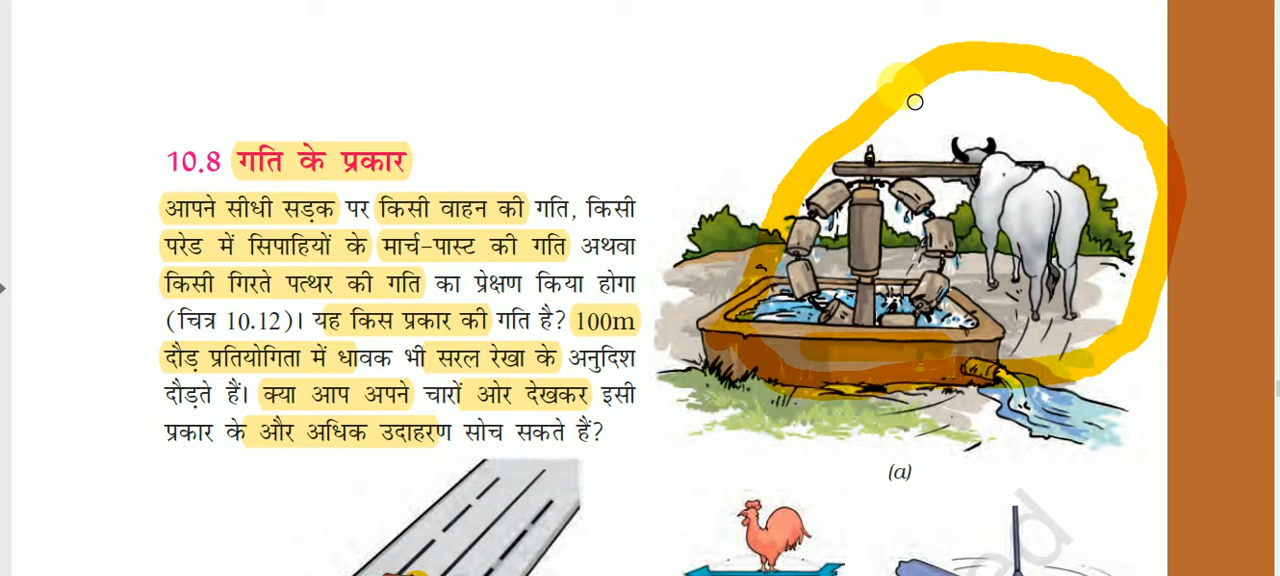 10.8 गति के प्रकार
आपने सीधी सड़क पर किसी वाहन की गति, किसी
परेड में सिपाहियों के मार्च-पास्ट की गति अथवा
किसी गिरते पत्थर की गति का प्रेक्षण किया होगा
(चित्र 10.12)। यह किस प्रकार की गति है? 100m
दौड़ प्रतियोगिता में धावक भी सरल रेखा के अनुदिश
दौड़ते हैं। क्या आप अपने चारों ओर देखकर इसी
प्रकार के और अधिक उदाहरण सोच सकते हैं?
(a)